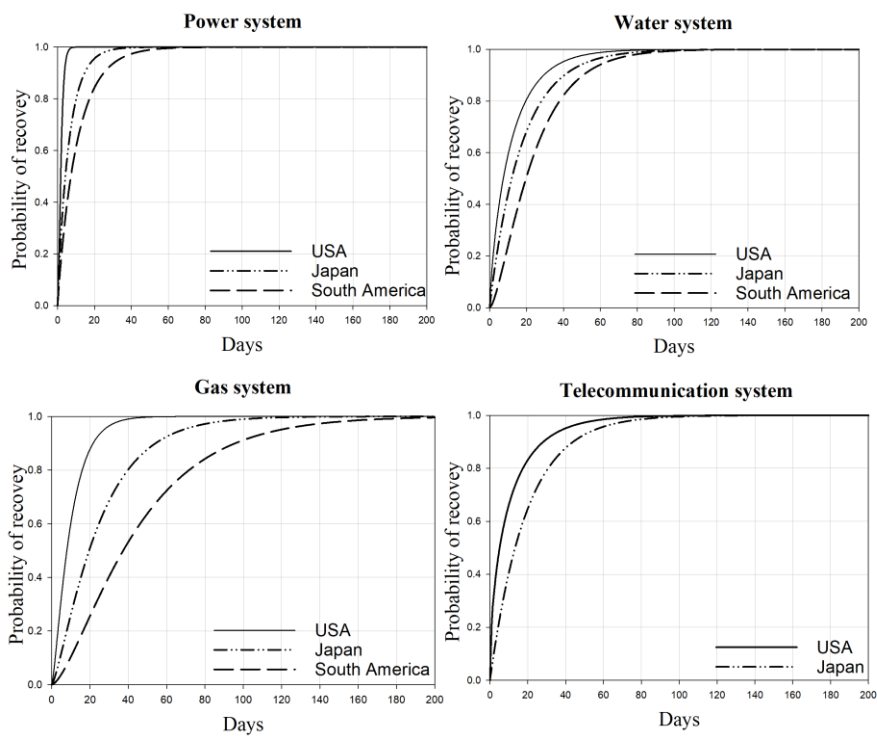 Power system
Probability of recovey
1.0
0.8
0.6
0.4
0.2
0.0
USA
Japan
South America
0 20 40 60 80 100 120 140 160 180 200
Days
Water system
Probability of recovey
1.0
0.8
0.6
0.4
0.2
0.0
USA
Japan
South America
0 20 40 60 80 100 120 140 160 180 200
Days
Gas system
Probability of recovey
1.0
0.8
0.6
0.4
0.2
0.0
USA
Japan
South America
0 20 40 60 80 100 120 140 160 180 200
Days
Telecommunication system
Probability of recovey
1.0
0.8
0.6
0.4
0.2
0.0
USA
Japan
0 20 40 60 80 100 120 140 160 180 200
Days